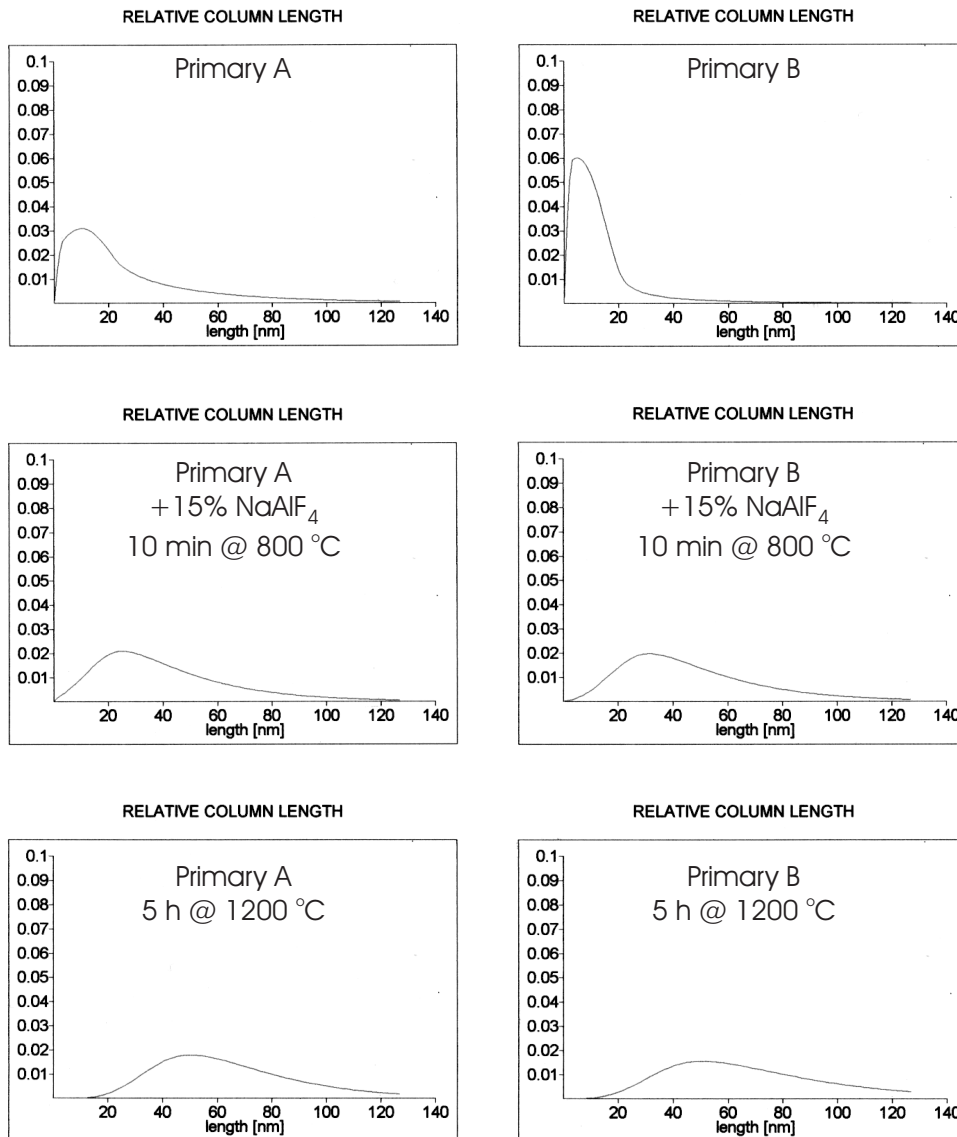 RELATIVE COLUMN LENGTH
Primary A
0.1
0.09
0.08
0.07
0.06
0.05
0.04
0.03
0.02
0.01
20 40 60 80 100 120 140
length [nm]
RELATIVE COLUMN LENGTH
Primary B
0.1
0.09
0.08
0.07
0.06
0.05
0.04
0.03
0.02
0.01
20 40 60 80 100 120 140
length [nm]
RELATIVE COLUMN LENGTH
Primary A
+15% NaAlF₄
10 min @ 800 °C
0.1
0.09
0.08
0.07
0.06
0.05
0.04
0.03
0.02
0.01
20 40 60 80 100 120 140
length [nm]
RELATIVE COLUMN LENGTH
Primary B
+15% NaAlF₄
10 min @ 800 °C
0.1
0.09
0.08
0.07
0.06
0.05
0.04
0.03
0.02
0.01
20 40 60 80 100 120 140
length [nm]
RELATIVE COLUMN LENGTH
Primary A
5 h @ 1200 °C
0.1
0.09
0.08
0.07
0.06
0.05
0.04
0.03
0.02
0.01
20 40 60 80 100 120 140
length [nm]
RELATIVE COLUMN LENGTH
Primary B
5 h @ 1200 °C
0.1
0.09
0.08
0.07
0.06
0.05
0.04
0.03
0.02
0.01
20 40 60 80 100 120 140
length [nm]